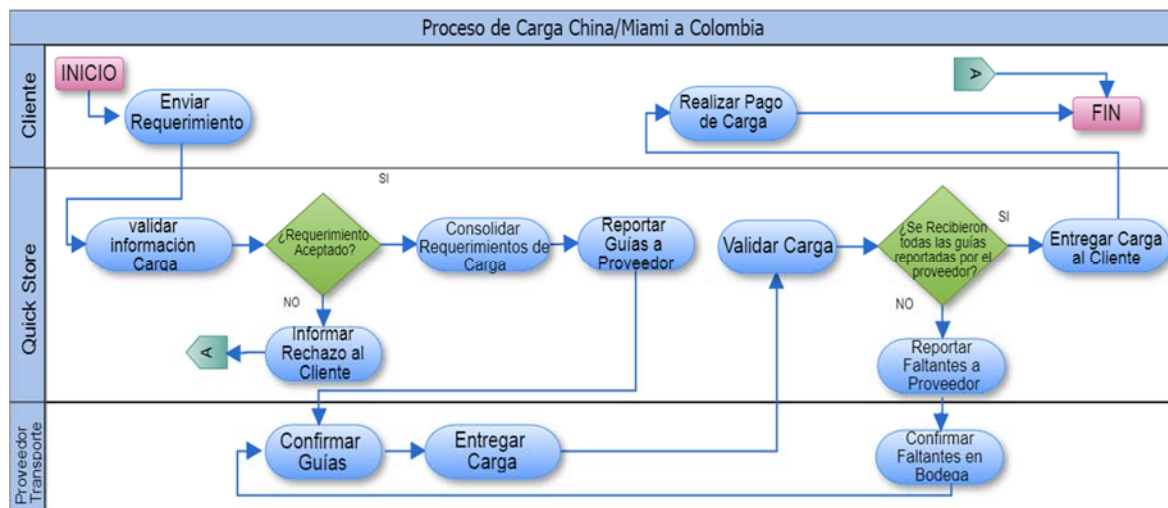 Proceso de Carga China/Miami a Colombia
Cliente
INICIO
Enviar
Requerimiento
Realizar Pago
de Carga
A
FIN
Quick Store
validar
información
Carga
¿Requerimiento
Aceptado?
SI
NO
Consolidar
Requerimientos de
Carga
Reportar
Guías a
Proveedor
Informar
Rechazo al
Cliente
A
Validar Carga
¿Se Recibieron
todas las guías
reportadas por el
proveedor?
SI
NO
Entregar Carga
al Cliente
Reportar
Faltantes a
Proveedor
Proveedor
Transporte
Confirmar
Guías
Entregar
Carga
Confirmar
Faltantes en
Bodega